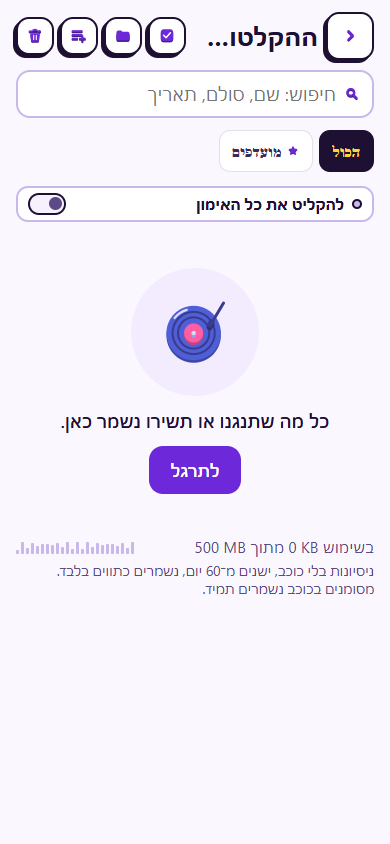 ההקלטו...
חיפוש: שם, סולם, תאריך
הכול
מועדפים
להקליט את כל האימון
כל מה שתנגנו או תשירו נשמר כאן.
לתרגל
בשימוש 0 KB מתוך 500 MB
ניסיונות בלי כוכב, ישנים מ־60 יום, נשמרים כתווים בלבד.
מסומנים בכוכב נשמרים תמיד.